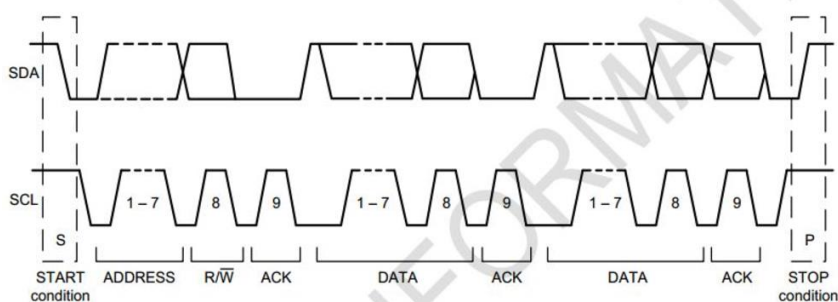 SDA
SCL
1 – 7 8 9 1 – 7 8 9 1 – 7 8 9
S P
START ADDRESS R/W̅ ACK DATA ACK DATA ACK STOP
condition condition